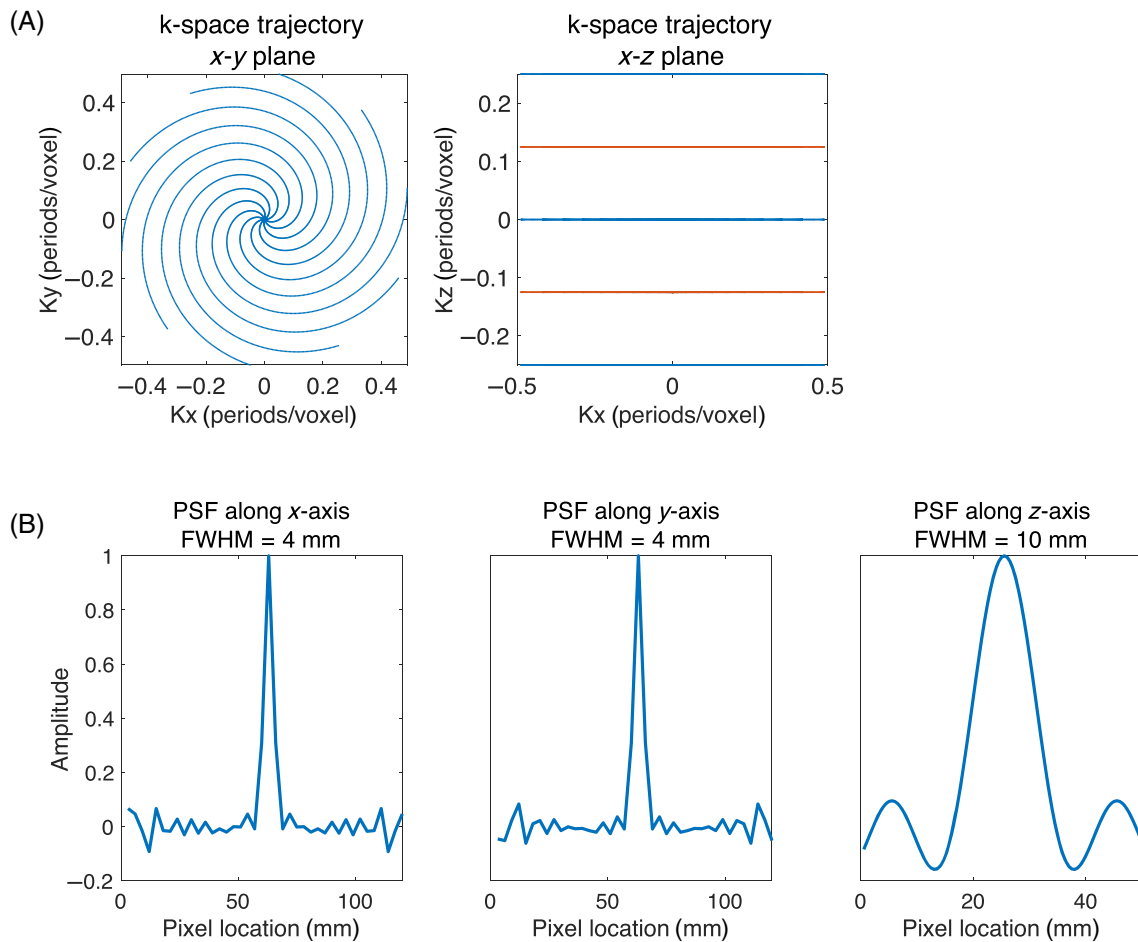 (A)
k-space trajectory
x-y plane
Ky (periods/voxel)
0.4
0.2
0
−0.2
−0.4
−0.4
−0.2
0
0.2
0.4
Kx (periods/voxel)
k-space trajectory
x-z plane
Kz (periods/voxel)
0.2
0.1
0
−0.1
−0.2
−0.5
0
0.5
Kx (periods/voxel)
(B)
PSF along x-axis
FWHM = 4 mm
Amplitude
1
0.8
0.6
0.4
0.2
0
−0.2
0
50
100
Pixel location (mm)
PSF along y-axis
FWHM = 4 mm
0
50
100
Pixel location (mm)
PSF along z-axis
FWHM = 10 mm
0
20
40
Pixel location (mm)